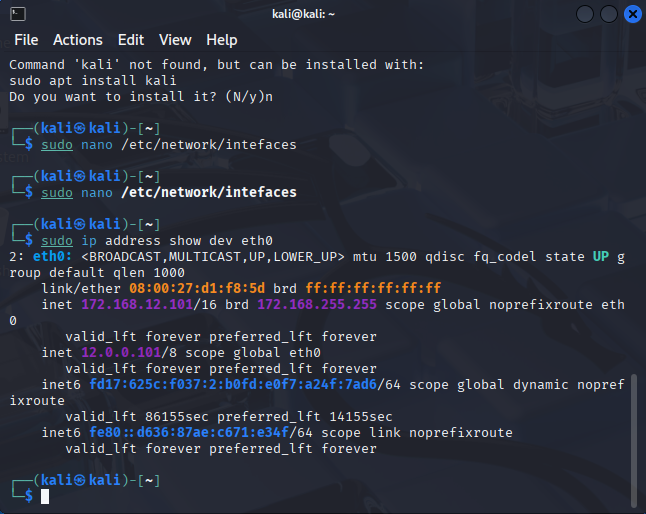 kali@kali: ~
File Actions Edit View Help
Command 'kali' not found, but can be installed with:
sudo apt install kali
Do you want to install it? (N/y)n
┌──(kali㉿kali)-[~]
└─$ sudo nano /etc/network/intefaces
┌──(kali㉿kali)-[~]
└─$ sudo nano /etc/network/intefaces
┌──(kali㉿kali)-[~]
└─$ sudo ip address show dev eth0
2: eth0: <BROADCAST,MULTICAST,UP,LOWER_UP> mtu 1500 qdisc fq_codel state UP g
roup default qlen 1000
link/ether 08:00:27:d1:f8:5d brd ff:ff:ff:ff:ff:ff
inet 172.168.12.101/16 brd 172.168.255.255 scope global noprefixroute eth
0
valid_lft forever preferred_lft forever
inet 12.0.0.101/8 scope global eth0
valid_lft forever preferred_lft forever
inet6 fd17:625c:f037:2:b0fd:e0f7:a24f:7ad6/64 scope global dynamic nopref
ixroute
valid_lft 86155sec preferred_lft 14155sec
inet6 fe80::d636:87ae:c671:e34f/64 scope link noprefixroute
valid_lft forever preferred_lft forever
┌──(kali㉿kali)-[~]
└─$